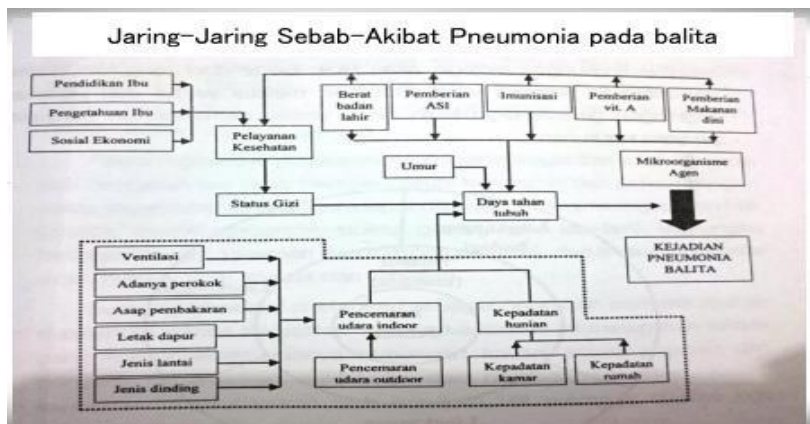 Jaring-Jaring Sebab-Akibat Pneumonia pada balita
Pendidikan Ibu
Pengetahuan Ibu
Sosial Ekonomi
Pelayanan
Kesehatan
Berat
badan
lahir
Pemberian
ASI
Imunisasi
Pemberian
vit. A
Pemberian
Makanan
dini
Umur
Mikroorganisme
Agen
Status Gizi
Daya tahan
tubuh
KEJADIAN
PNEUMONIA
BALITA
Ventilasi
Adanya perokok
Asap pembakaran
Letak dapur
Jenis lantai
Jenis dinding
Pencemaran
udara indoor
Kepadatan
hunian
Pencemaran
udara outdoor
Kepadatan
kamar
Kepadatan
rumah